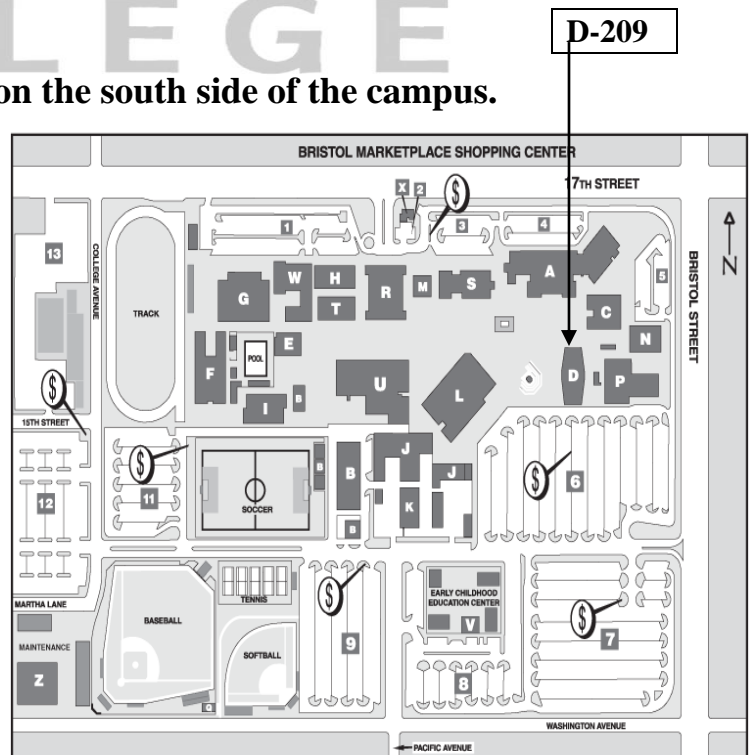 LEGE
D-209
on the south side of the campus.
BRISTOL MARKETPLACE SHOPPING CENTER
17TH STREET
X 2 $
1 3 4
13
COLLEGE AVENUE
BRISTOL STREET
N
TRACK
G W H T R M S A 5
C
N
F POOL E
D P
U L
I B
$
15TH STREET
$ 11
SOCCER
B B B
J J
K
$ 6
12
MARTHA LANE
BASEBALL
TENNIS
SOFTBALL
$ 9
EARLY CHILDHOOD
EDUCATION CENTER
V
8
$ 7
MAINTENANCE
Z
WASHINGTON AVENUE
PACIFIC AVENUE